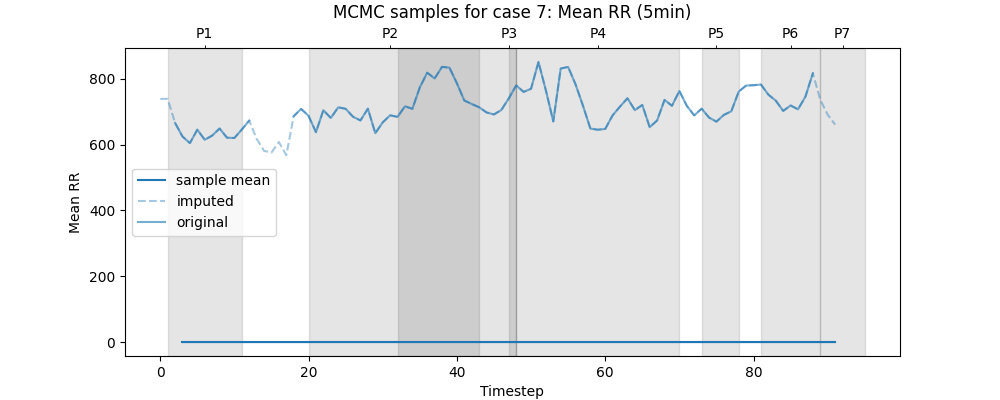 MCMC samples for case 7: Mean RR (5min)
P1 P2 P3 P4 P5 P6 P7
800
600
400
200
0
Mean RR
sample mean
imputed
original
0 20 40 60 80
Timestep